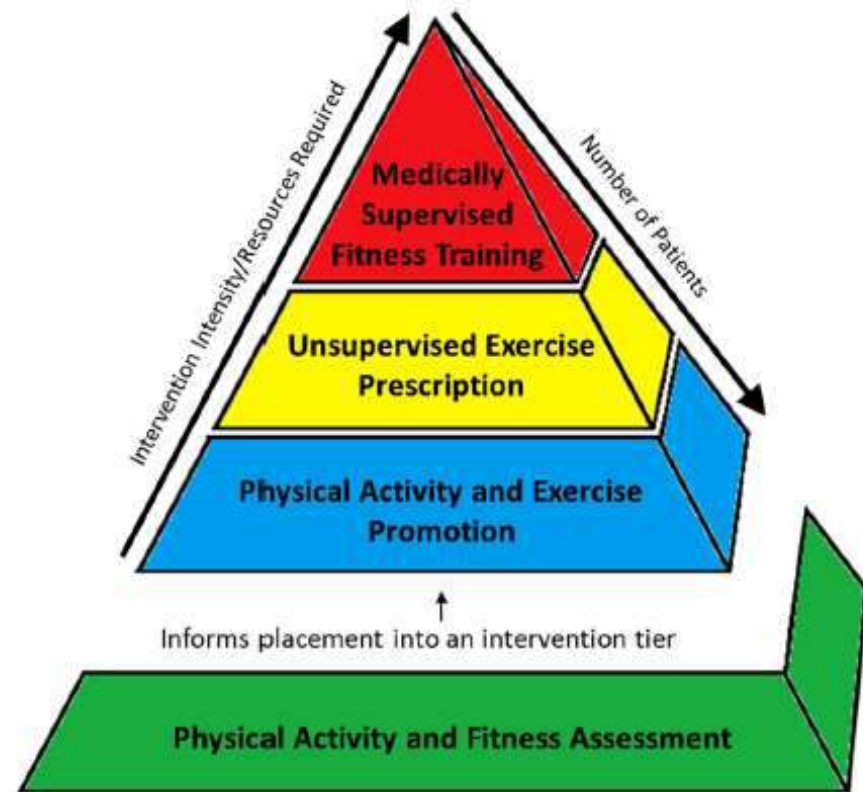 Intervention Intensity/Resources Required
Number of Patients
Medically
Supervised
Fitness Training
Unsupervised Exercise
Prescription
Physical Activity and Exercise
Promotion
Informs placement into an intervention tier
Physical Activity and Fitness Assessment